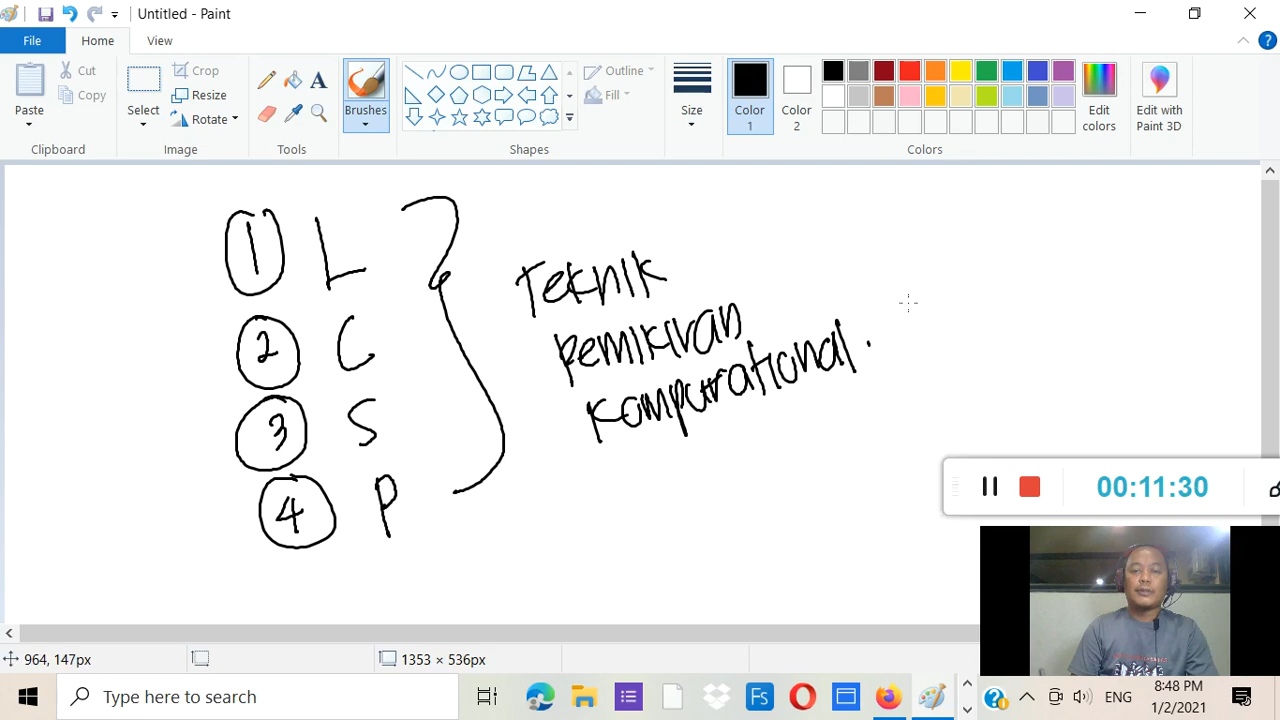 Untitled - Paint
File
Home
View
Paste
Cut
Copy
Clipboard
Select
Crop
Resize
Rotate
Image
Tools
Brushes
Outline
Fill
Shapes
Size
Color 1
Color 2
Edit colors
Colors
Edit with Paint 3D
1 L
2 C
3 S
4 P
Teknik
pemikiran
komputational.
00:11:30
964, 147px
1353 × 536px
Type here to search
Fs
ENG
8:48 PM
1/2/2021